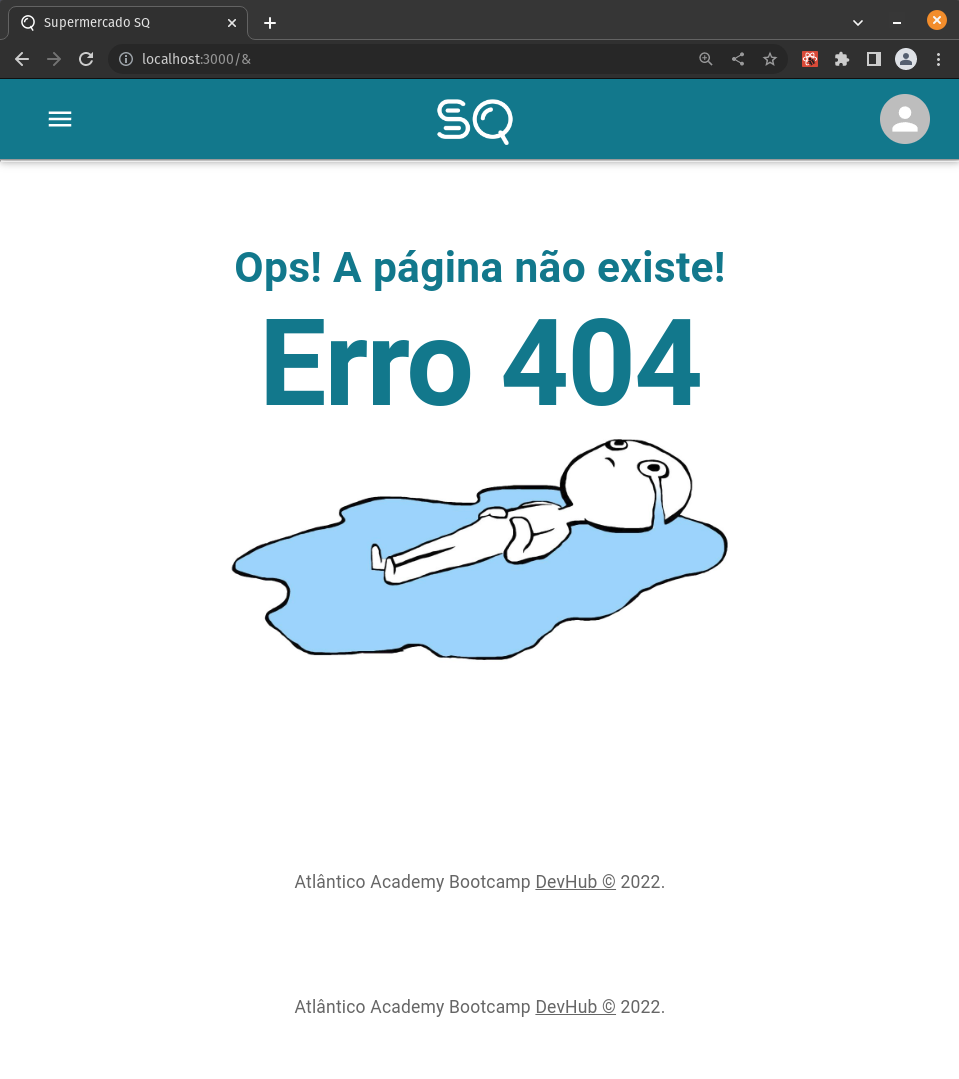 Supermercado SQ
localhost:3000/&
SQ
Ops! A página não existe!
Erro 404
Atlântico Academy Bootcamp DevHub © 2022.
Atlântico Academy Bootcamp DevHub © 2022.